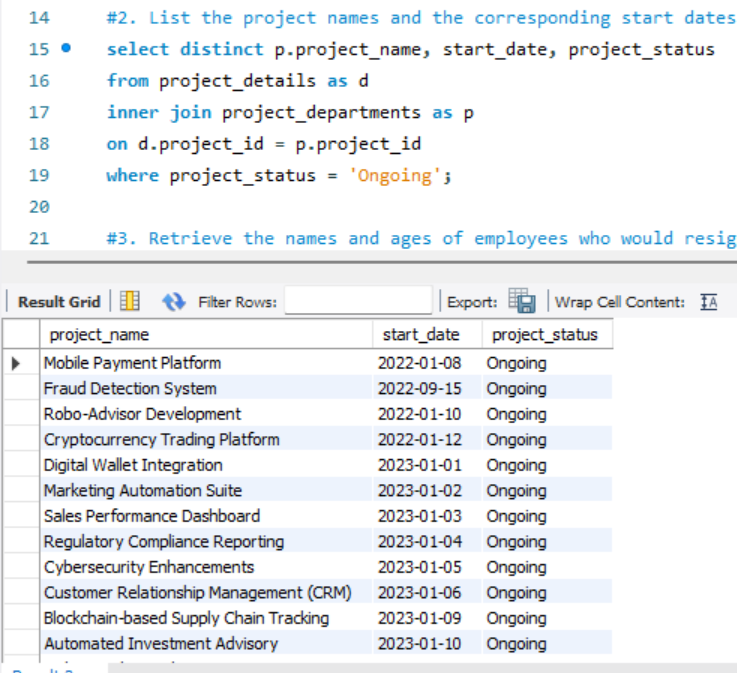 14 #2. List the project names and the corresponding start dates
15 select distinct p.project_name, start_date, project_status
16 from project_details as d
17 inner join project_departments as p
18 on d.project_id = p.project_id
19 where project_status = 'Ongoing';
20
21 #3. Retrieve the names and ages of employees who would resig
Result Grid Filter Rows: Export: Wrap Cell Content: IA
project_name start_date project_status
Mobile Payment Platform 2022-01-08 Ongoing
Fraud Detection System 2022-09-15 Ongoing
Robo-Advisor Development 2022-01-10 Ongoing
Cryptocurrency Trading Platform 2022-01-12 Ongoing
Digital Wallet Integration 2023-01-01 Ongoing
Marketing Automation Suite 2023-01-02 Ongoing
Sales Performance Dashboard 2023-01-03 Ongoing
Regulatory Compliance Reporting 2023-01-04 Ongoing
Cybersecurity Enhancements 2023-01-05 Ongoing
Customer Relationship Management (CRM) 2023-01-06 Ongoing
Blockchain-based Supply Chain Tracking 2023-01-09 Ongoing
Automated Investment Advisory 2023-01-10 Ongoing